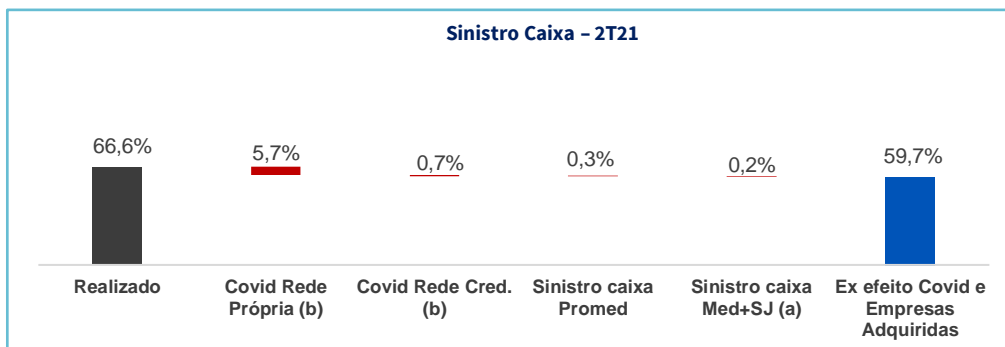 Sinistro Caixa – 2T21
66,6%
5,7%
0,7%
0,3%
0,2%
59,7%
Realizado
Covid Rede
Própria (b)
Covid Rede Cred.
(b)
Sinistro caixa
Promed
Sinistro caixa
Med+SJ (a)
Ex efeito Covid e
Empresas
Adquiridas